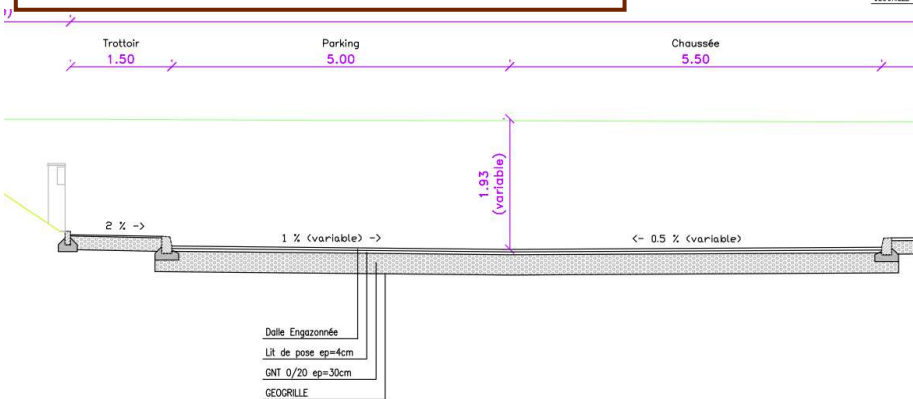 Trottoir
1.50
Parking
5.00
Chaussée
5.50
1.93
(variable)
2 % ->
1 % (variable) ->
<- 0.5 % (variable)
Dalle Engazonnée
Lit de pose ep=4cm
GNT 0/20 ep=30cm
GEOGRILLE